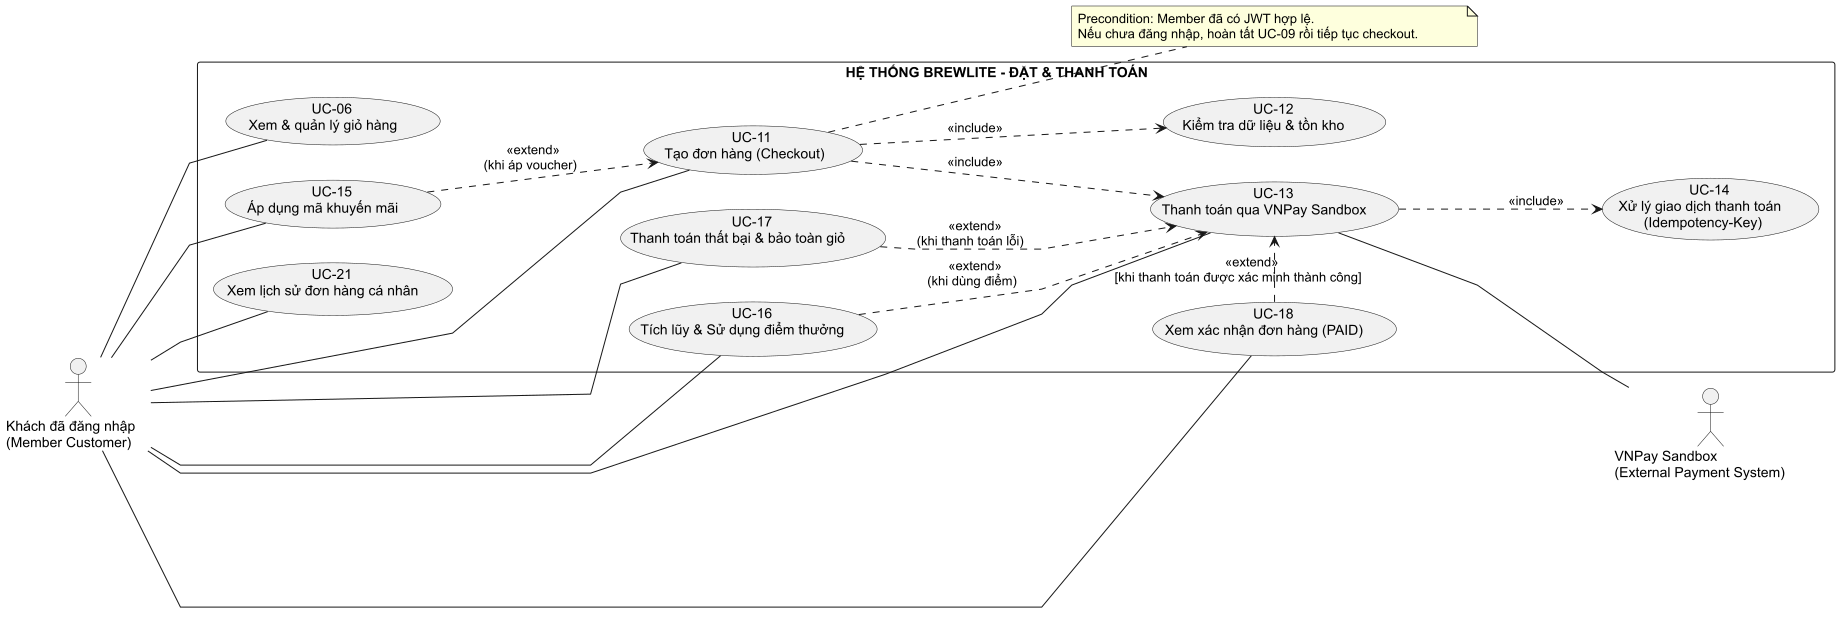 Precondition: Member đã có JWT hợp lệ.
Nếu chưa đăng nhập, hoàn tất UC-09 rồi tiếp tục checkout.
HỆ THỐNG BREWLITE - ĐẶT & THANH TOÁN
UC-06
Xem & quản lý giỏ hàng
UC-15
Áp dụng mã khuyến mãi
UC-21
Xem lịch sử đơn hàng cá nhân
«extend»
(khi áp voucher)
UC-11
Tạo đơn hàng (Checkout)
UC-17
Thanh toán thất bại & bảo toàn giỏ
UC-16
Tích lũy & Sử dụng điểm thưởng
«include»
«include»
«extend»
(khi thanh toán lỗi)
«extend»
(khi dùng điểm)
UC-12
Kiểm tra dữ liệu & tồn kho
UC-13
Thanh toán qua VNPay Sandbox
«extend»
[khi thanh toán được xác minh thành công]
UC-18
Xem xác nhận đơn hàng (PAID)
«include»
UC-14
Xử lý giao dịch thanh toán
(Idempotency-Key)
Khách đã đăng nhập
(Member Customer)
VNPay Sandbox
(External Payment System)